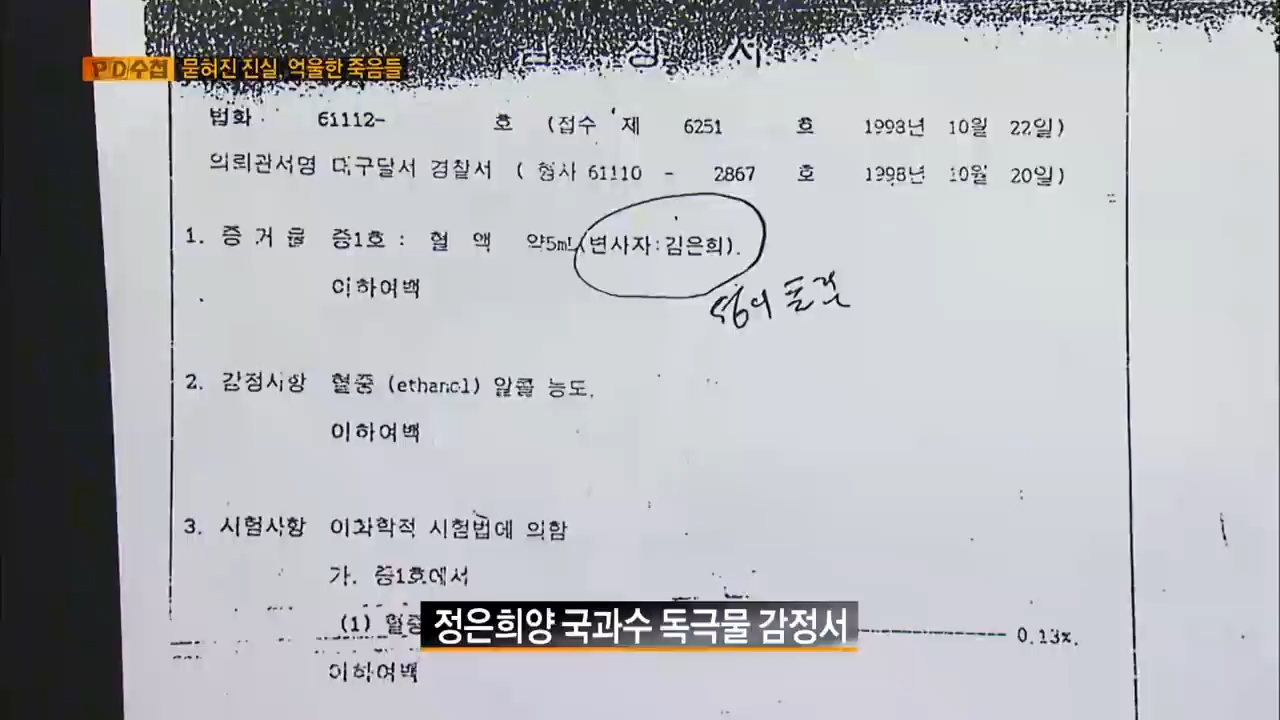 PD수첩 묻혀진 진실, 억울한 죽음들
감 정 서
법화 61112- 호 (접수 제 6251 호 1998년 10월 22일)
의뢰관서명 대구달서 경찰서 ( 형사 61110 - 2867 호 1998년 10월 20일)
1. 증 거 물 증1호 : 혈 액 약5mL(변사자:김은희).
이하여백
2. 감정사항 혈중 (ethanol) 알콜 농도.
이하여백
3. 시험사항 이화학적 시험법에 의함
가. 증1호에서
(1) 혈중 0.13%.
정은희양 국과수 독극물 감정서
이하여백